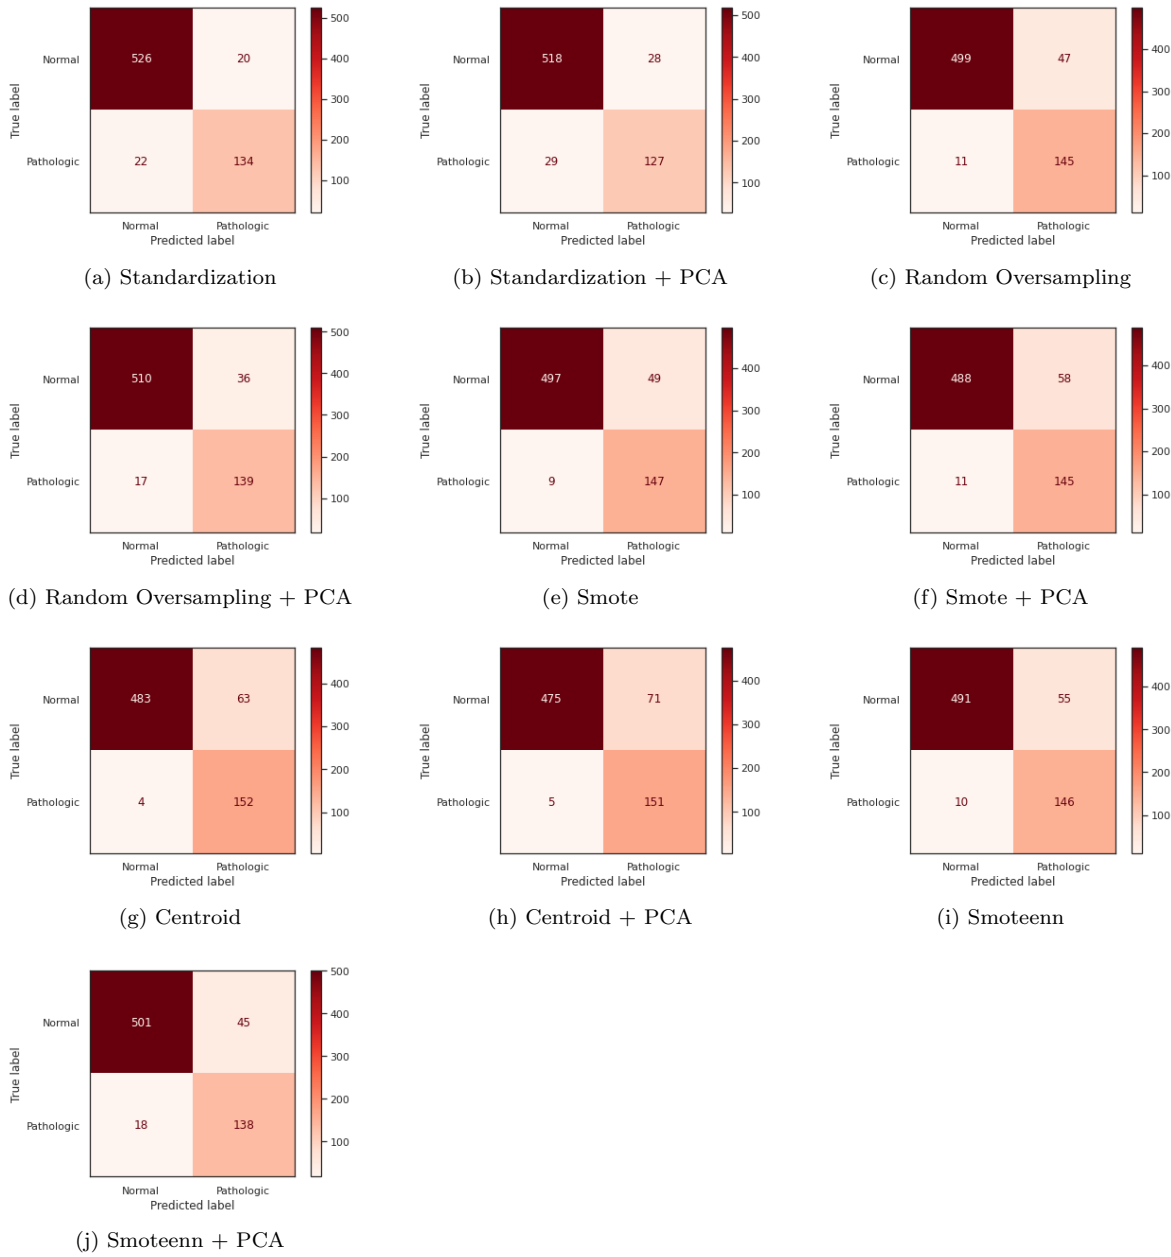 Normal 526 20
Pathologic 22 134
Normal Pathologic
Predicted label
True label
500
400
300
200
100
(a) Standardization
Normal 518 28
Pathologic 29 127
Normal Pathologic
Predicted label
True label
500
400
300
200
100
(b) Standardization + PCA
Normal 499 47
Pathologic 11 145
Normal Pathologic
Predicted label
True label
400
300
200
100
(c) Random Oversampling
Normal 510 36
Pathologic 17 139
Normal Pathologic
Predicted label
True label
500
400
300
200
100
(d) Random Oversampling + PCA
Normal 497 49
Pathologic 9 147
Normal Pathologic
Predicted label
True label
400
300
200
100
(e) Smote
Normal 488 58
Pathologic 11 145
Normal Pathologic
Predicted label
True label
400
300
200
100
(f) Smote + PCA
Normal 483 63
Pathologic 4 152
Normal Pathologic
Predicted label
True label
400
300
200
100
(g) Centroid
Normal 475 71
Pathologic 5 151
Normal Pathologic
Predicted label
True label
400
300
200
100
(h) Centroid + PCA
Normal 491 55
Pathologic 10 146
Normal Pathologic
Predicted label
True label
400
300
200
100
(i) Smoteenn
Normal 501 45
Pathologic 18 138
Normal Pathologic
Predicted label
True label
500
400
300
200
100
(j) Smoteenn + PCA